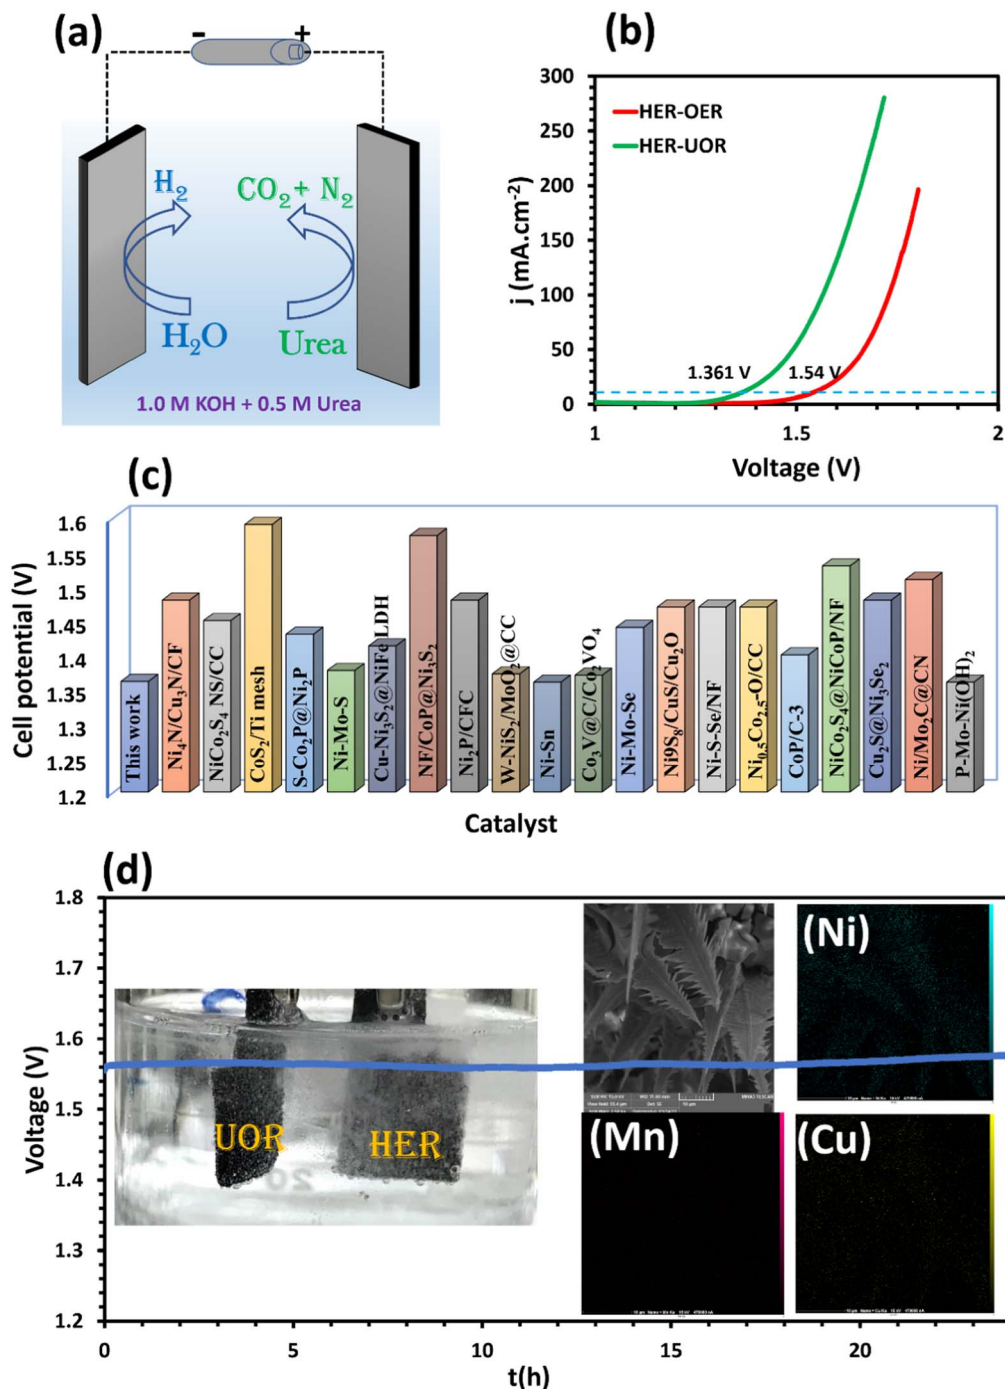 (a)
- +
H₂
CO₂ + N₂
H₂O
Urea
1.0 M KOH + 0.5 M Urea
(b)
300
250
200
150
100
50
0
j (mA.cm⁻²)
HER-OER
HER-UOR
1.361 V
1.54 V
1
1.5
2
Voltage (V)
(c)
1.6
1.55
1.5
1.45
1.4
1.35
1.3
1.25
1.2
Cell potential (V)
This work
Ni₄N/Cu₃N/CF
NiCo₂S₄ NS/CC
CoS₂/Ti mesh
S-Co₂P@Ni₂P
Ni-Mo-S
Cu-Ni₃S₂@NiFe LDH
NF/CoP@Ni₃S₂
Ni₂P/CFC
W-NiS₂/MoO₂@CC
Ni-Sn
Co₃V@C/Co₂VO₄
Ni-Mo-Se
Ni9S₈/CuS/Cu₂O
Ni-S-Se/NF
Ni₀.₅Co₂.₅-O/CC
CoP/C-3
NiCo₂S₄@NiCoP/NF
Cu₂S@Ni₃Se₂
Ni/Mo₂C@CN
P-Mo-Ni(OH)₂
Catalyst
(d)
1.8
1.7
1.6
1.5
1.4
1.3
1.2
Voltage (V)
UOR
HER
20
(Ni)
(Mn)
(Cu)
0
5
10
15
20
t(h)